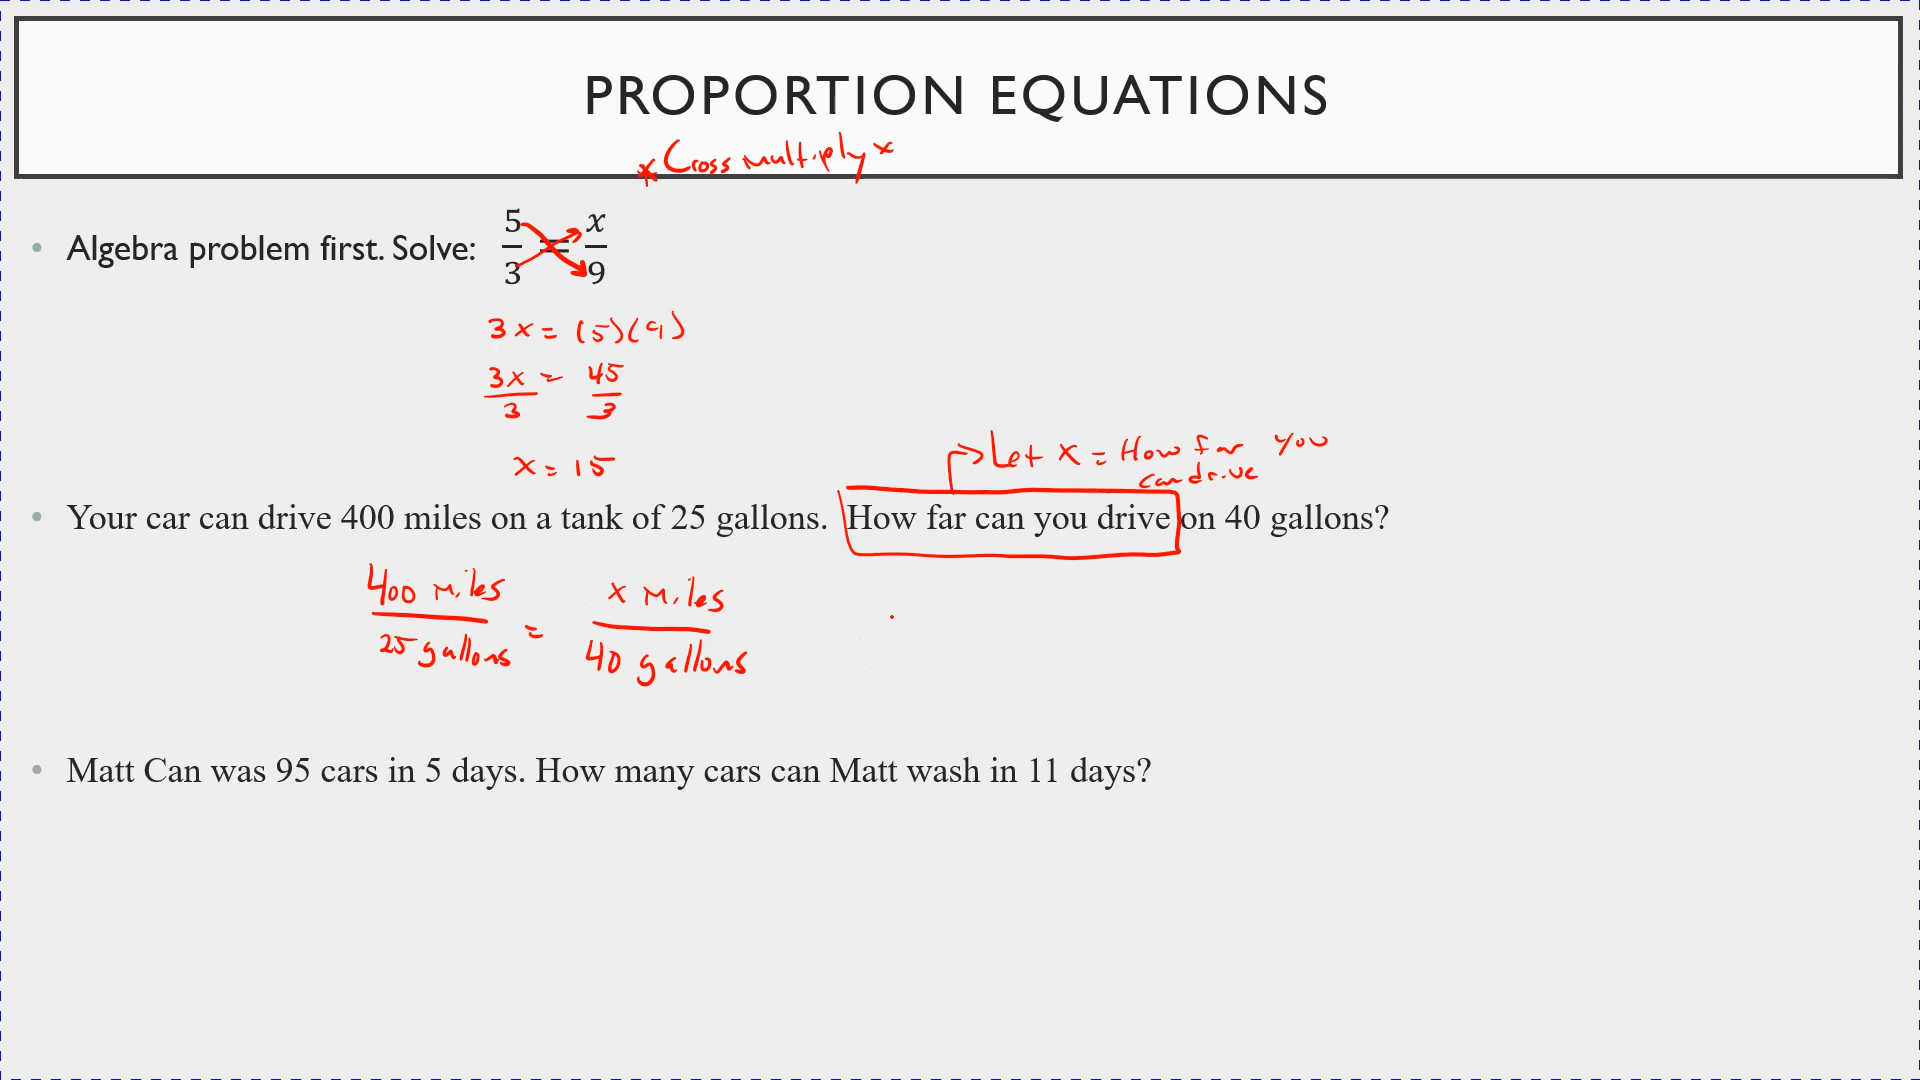 PROPORTION EQUATIONS
*Cross multiply*
• Algebra problem first. Solve: 5/3 = x/9
3x = (5)(9)
3x/3 = 45/3
x = 15
Let x = How far you
can drive
• Your car can drive 400 miles on a tank of 25 gallons. How far can you drive on 40 gallons?
400 miles/25 gallons = x miles/40 gallons
• Matt Can was 95 cars in 5 days. How many cars can Matt wash in 11 days?